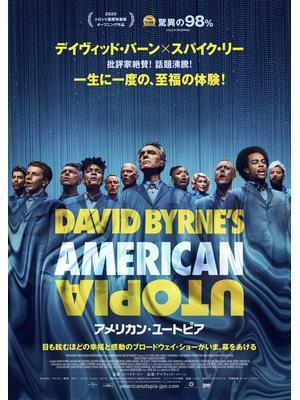 2020
トロント国際映画祭
オープニング作品
驚異の98%
デイヴィッド・バーン×スパイク・リー
批評家絶賛!話題沸騰!
一生に一度の、至福の体験!
DAVID BYRNE'S
AMERICAN
UTOPIA
アメリカン・ユートピア
目も眩むほどの幸福と感動のブロードウェイ・ショーがいま、幕をあける
americanutopia-jpn.com